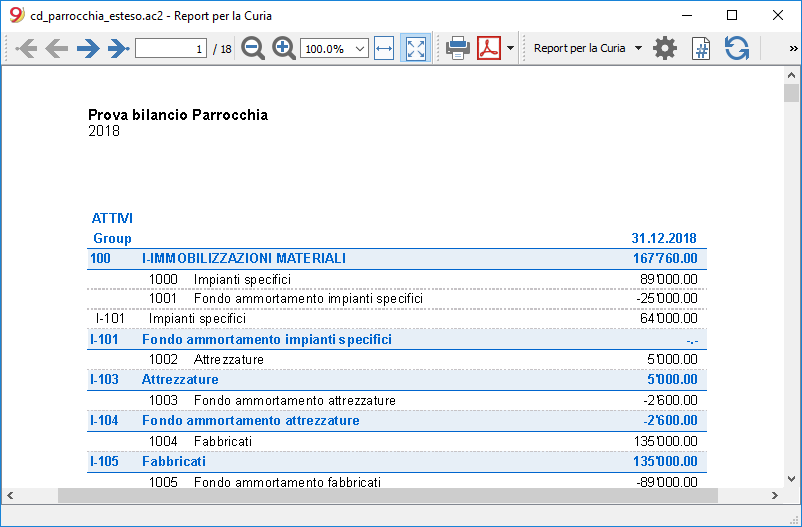 cd_parrocchia_esteso.ac2 - Report per la Curia
1 / 18 100.0% Report per la Curia »
Prova bilancio Parrocchia
2018
ATTIVI
Group 31.12.2018
100 I-IMMOBILIZZAZIONI MATERIALI 167'760.00
1000 Impianti specifici 89'000.00
1001 Fondo ammortamento impianti specifici -25'000.00
I-101 Impianti specifici 64'000.00
I-101 Fondo ammortamento impianti specifici -.-
1002 Attrezzature 5'000.00
I-103 Attrezzature 5'000.00
1003 Fondo ammortamento attrezzature -2'600.00
I-104 Fondo ammortamento attrezzature -2'600.00
1004 Fabbricati 135'000.00
I-105 Fabbricati 135'000.00
1005 Fondo ammortamento fabbricati -89'000.00